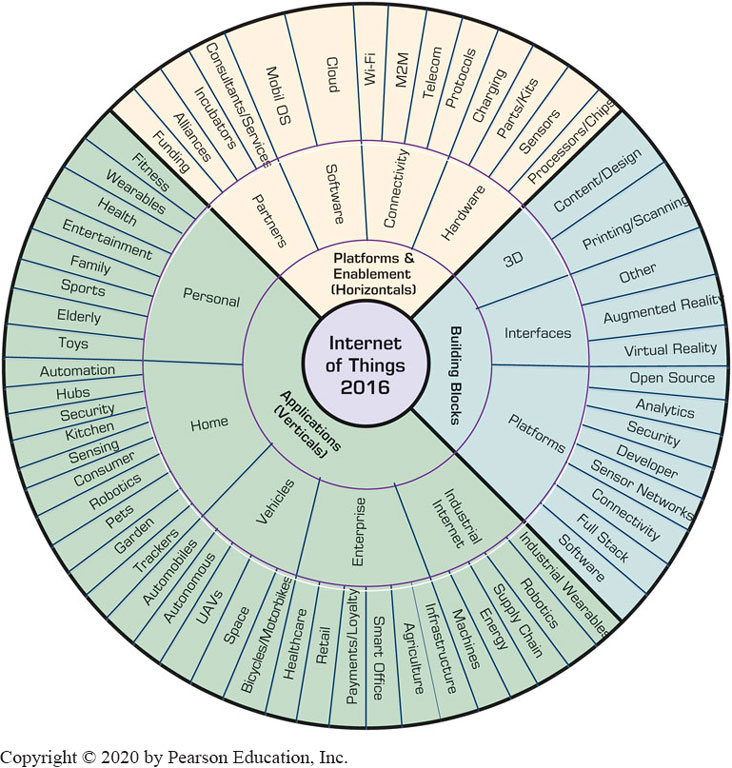 Internet
of Things
2016
Platforms &
Enablement
(Horizontals)
Partners
Software
Connectivity
Hardware
Funding
Alliances
Incubators
Consultants/Services
Mobil OS
Cloud
Wi-Fi
M2M
Telecom
Protocols
Charging
Parts/Kits
Sensors
Processors/Chips
Building Blocks
3D
Interfaces
Platforms
Content/Design
Printing/Scanning
Other
Augmented Reality
Virtual Reality
Open Source
Analytics
Security
Developer
Sensor Networks
Connectivity
Full Stack
Software
Applications
(Verticals)
Personal
Home
Vehicles
Enterprise
Industrial
Internet
Fitness
Wearables
Health
Entertainment
Family
Sports
Elderly
Toys
Automation
Hubs
Security
Kitchen
Sensing
Consumer
Robotics
Pets
Garden
Trackers
Automobiles
Autonomous
UAVs
Space
Bicycles/Motorbikes
Healthcare
Retail
Payments/Loyalty
Smart Office
Agriculture
Infrastructure
Machines
Energy
Supply Chain
Robotics
Industrial Wearables
Copyright © 2020 by Pearson Education, Inc.